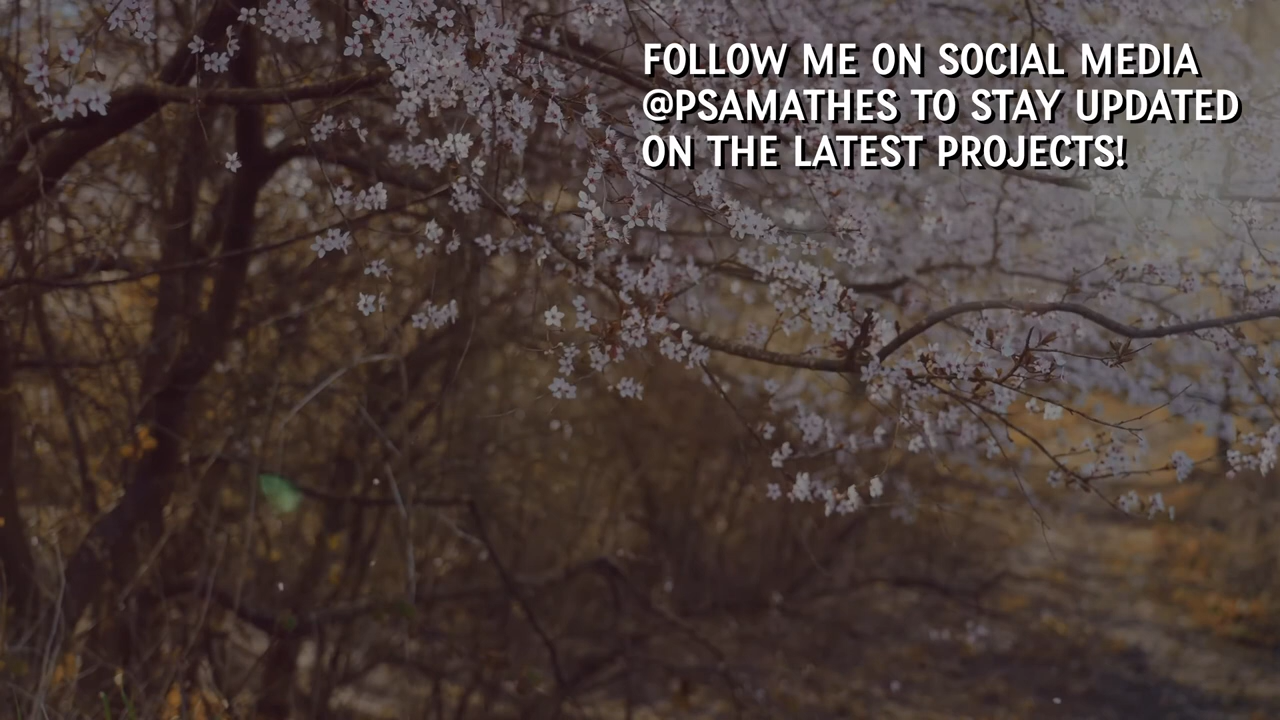 FOLLOW ME ON SOCIAL MEDIA
@PSAMATHES TO STAY UPDATED
ON THE LATEST PROJECTS!